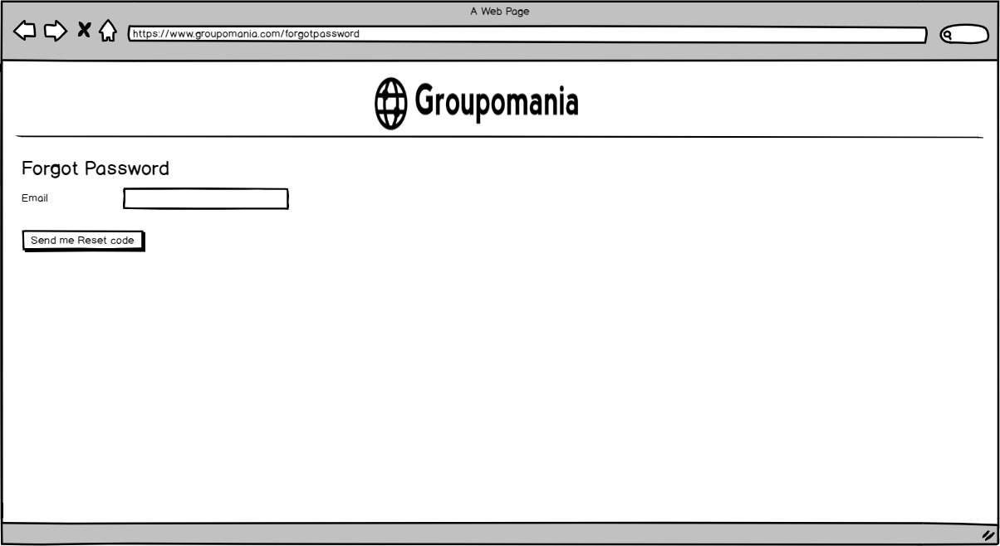 A Web Page
https://www.groupomania.com/forgotpassword
Groupomania
Forgot Password
Email
Send me Reset code